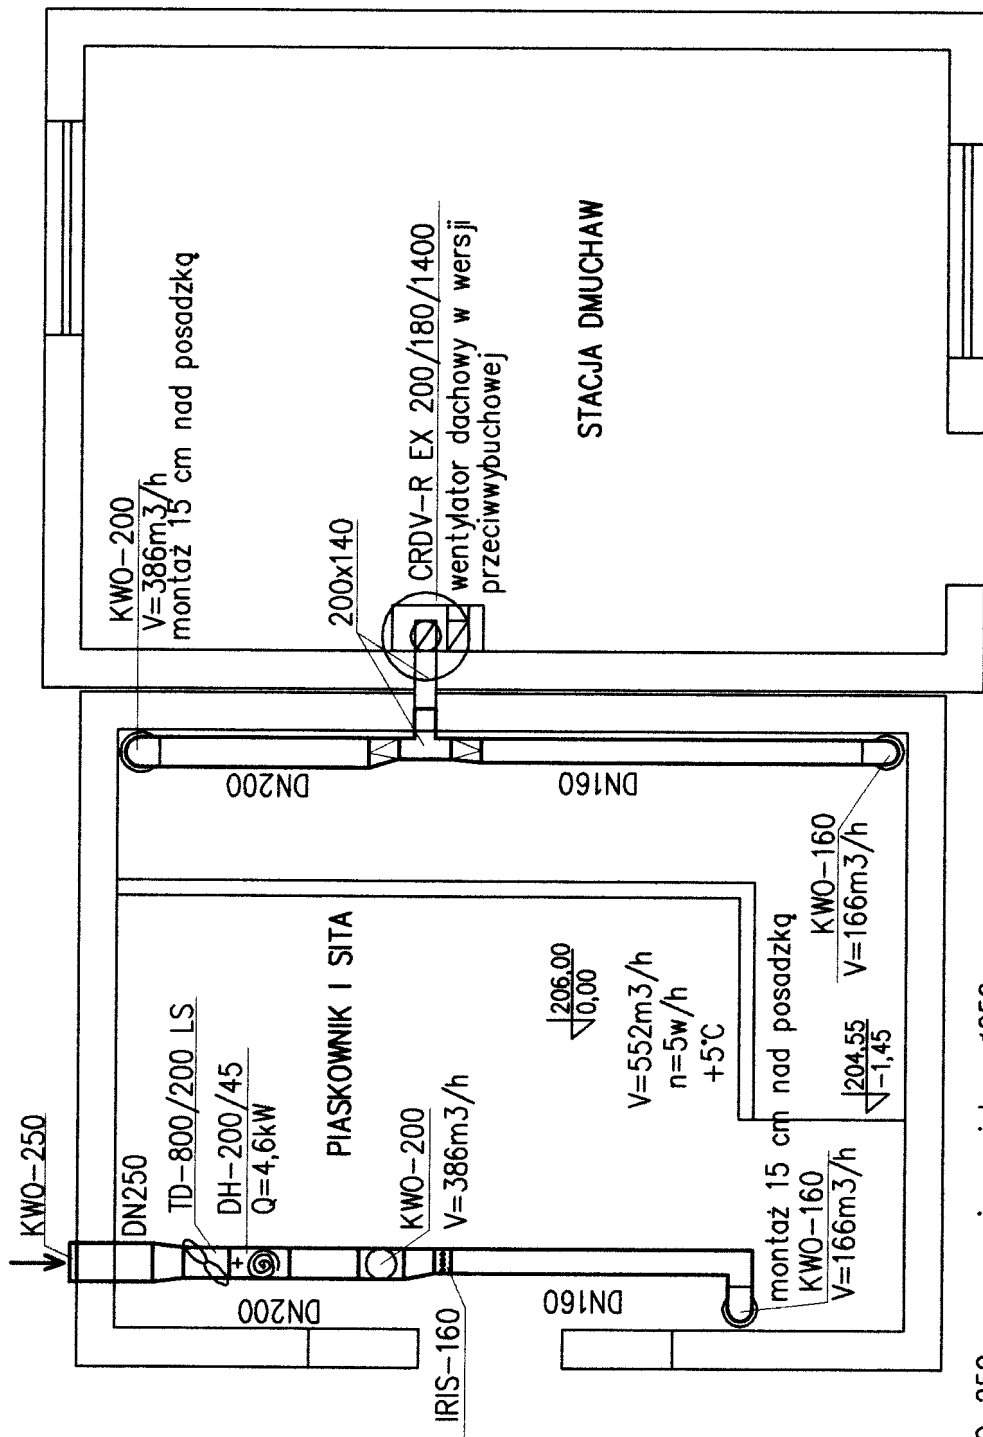 KWO-250
DN250
TD-800/200 LS
DH-200/45
Q=4,6kW
DN200
KWO-200
V=386m3/h
IRIS-160
DN160
PIASKOWNIK I SITA
206,00
0,00
V=552m3/h
n=5w/h
+5°C
montaż 15 cm nad posadzką
KWO-160
V=166m3/h
204,55
-1,45
KWO-160
V=166m3/h
DN200
DN160
KWO-200
V=386m3/h
montaż 15 cm nad posadzką
200x140
CRDV-R EX 200/180/1400
wentylator dachowy w wersji
przeciwwybuchowej
STACJA DMUCHAW